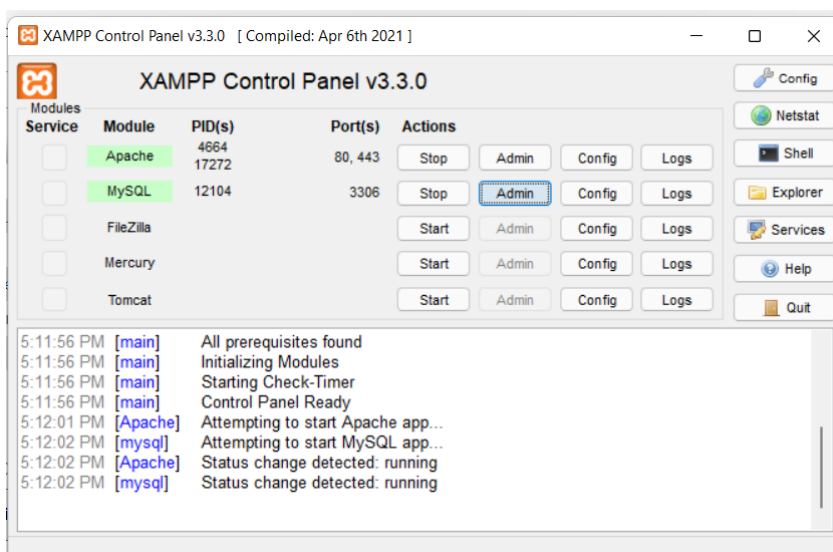 XAMPP Control Panel v3.3.0 [ Compiled: Apr 6th 2021 ]
XAMPP Control Panel v3.3.0
Config
Modules
Service Module PID(s) Port(s) Actions
Netstat
Apache 4664 17272 80, 443 Stop Admin Config Logs
Shell
MySQL 12104 3306 Stop Admin Config Logs
Explorer
FileZilla Start Admin Config Logs
Services
Mercury Start Admin Config Logs
Help
Tomcat Start Admin Config Logs
Quit
5:11:56 PM [main] All prerequisites found
5:11:56 PM [main] Initializing Modules
5:11:56 PM [main] Starting Check-Timer
5:11:56 PM [main] Control Panel Ready
5:12:01 PM [Apache] Attempting to start Apache app...
5:12:02 PM [mysql] Attempting to start MySQL app...
5:12:02 PM [Apache] Status change detected: running
5:12:02 PM [mysql] Status change detected: running